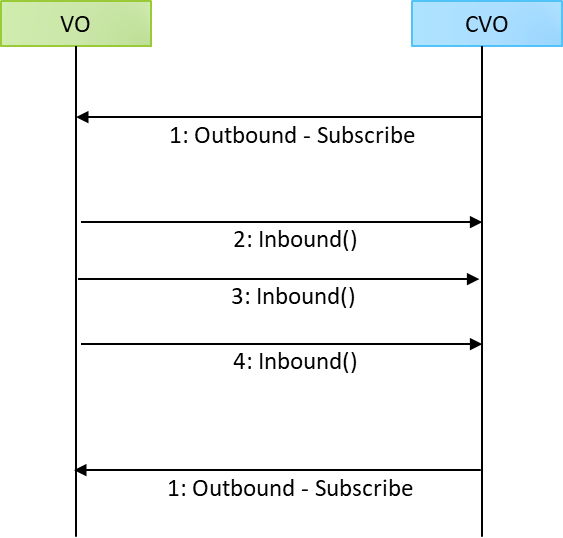 VO
CVO
1: Outbound - Subscribe
2: Inbound()
3: Inbound()
4: Inbound()
1: Outbound - Subscribe